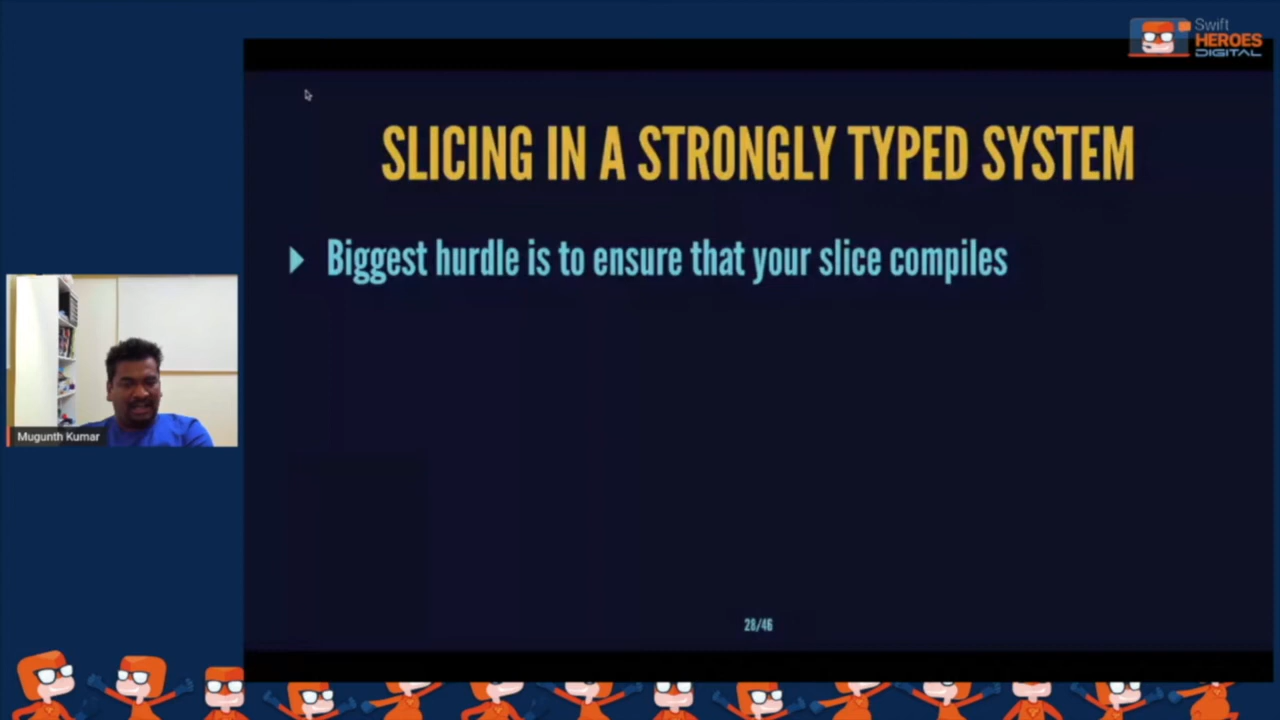 Swift
HEROES
DIGITAL
SLICING IN A STRONGLY TYPED SYSTEM
Biggest hurdle is to ensure that your slice compiles
Mugunth Kumar
28/46